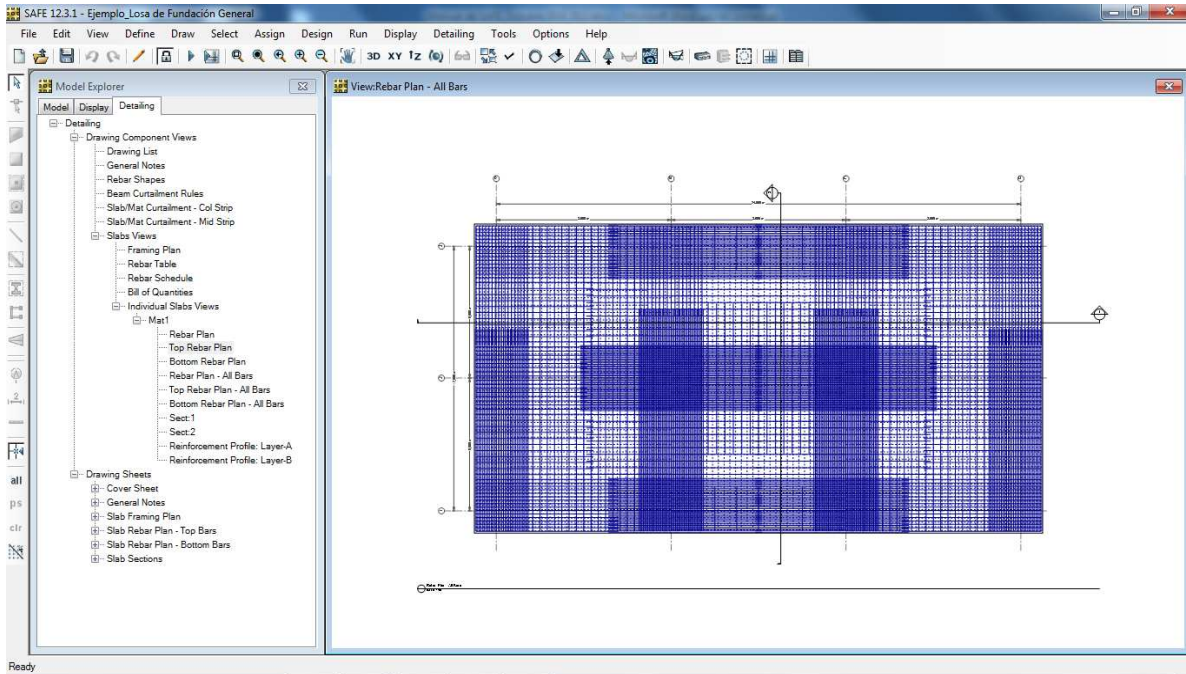 SAFE 12.3.1 - Ejemplo_Losa de Fundación General
File Edit View Define Draw Select Assign Design Run Display Detailing Tools Options Help
3D XY
Model Explorer
Model Display Detailing
Detailing
Drawing Component Views
Drawing List
General Notes
Rebar Shapes
Beam Curtailment Rules
Slab/Mat Curtailment - Col Strip
Slab/Mat Curtailment - Mid Strip
Slabs Views
Framing Plan
Rebar Table
Rebar Schedule
Bill of Quantities
Individual Slabs Views
Mat1
Rebar Plan
Top Rebar Plan
Bottom Rebar Plan
Rebar Plan - All Bars
Top Rebar Plan - All Bars
Bottom Rebar Plan - All Bars
Sect:1
Sect:2
Reinforcement Profile: Layer-A
Reinforcement Profile: Layer-B
Drawing Sheets
Cover Sheet
General Notes
Slab Framing Plan
Slab Rebar Plan - Top Bars
Slab Rebar Plan - Bottom Bars
Slab Sections
all
ps
clr
View:Rebar Plan - All Bars
Ready